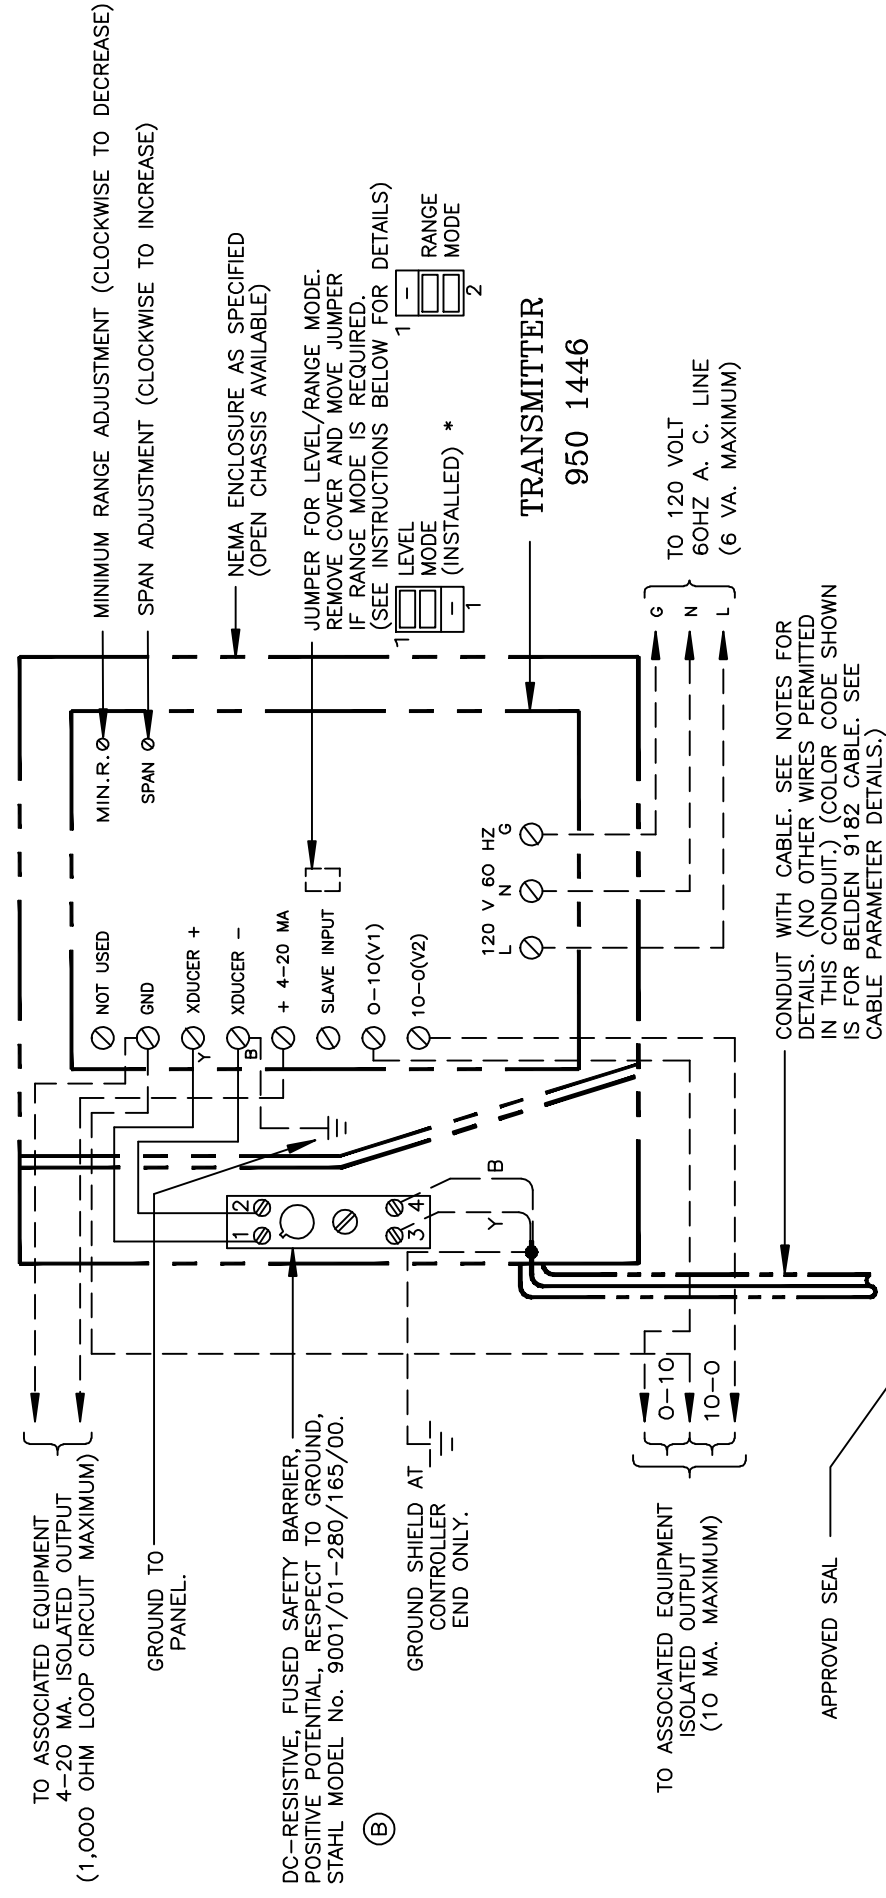 TO ASSOCIATED EQUIPMENT
4-20 MA. ISOLATED OUTPUT
(1,000 OHM LOOP CIRCUIT MAXIMUM)
GROUND TO
PANEL.
DC-RESISTIVE, FUSED SAFETY BARRIER,
POSITIVE POTENTIAL, RESPECT TO GROUND,
STAHL MODEL No. 9001/01-280/165/00.
B
GROUND SHIELD AT
CONTROLLER
END ONLY.
TO ASSOCIATED EQUIPMENT
ISOLATED OUTPUT
(10 MA. MAXIMUM)
0-10
10-0
APPROVED SEAL
1
2
3
4
Y
B
Y
B
NOT USED
GND
XDUCER +
XDUCER -
+ 4-20 MA
SLAVE INPUT
0-10(V1)
10-0(V2)
MIN.R.
SPAN
120 V 60 HZ
L N G
MINIMUM RANGE ADJUSTMENT (CLOCKWISE TO DECREASE)
SPAN ADJUSTMENT (CLOCKWISE TO INCREASE)
NEMA ENCLOSURE AS SPECIFIED
(OPEN CHASSIS AVAILABLE)
JUMPER FOR LEVEL/RANGE MODE.
REMOVE COVER AND MOVE JUMPER
IF RANGE MODE IS REQUIRED.
(SEE INSTRUCTIONS BELOW FOR DETAILS)
1
1
LEVEL
MODE
(INSTALLED) *
1
2
RANGE
MODE
TRANSMITTER
950 1446
G
N
L
TO 120 VOLT
60HZ A. C. LINE
(6 VA. MAXIMUM)
CONDUIT WITH CABLE. SEE NOTES FOR
DETAILS. (NO OTHER WIRES PERMITTED
IN THIS CONDUIT.) (COLOR CODE SHOWN
IS FOR BELDEN 9182 CABLE. SEE
CABLE PARAMETER DETAILS.)